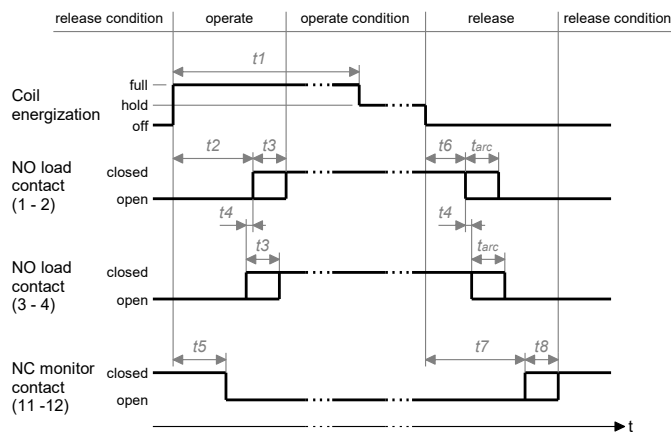 release condition operate operate condition release release condition
t1
full
hold
off
Coil
energization
t2 t3 t6 tarc
NO load
contact
(1 - 2)
closed
open
t4 t4
t3 tarc
NO load
contact
(3 - 4)
closed
open
t5 t7 t8
NC monitor
contact
(11 -12)
closed
open
t